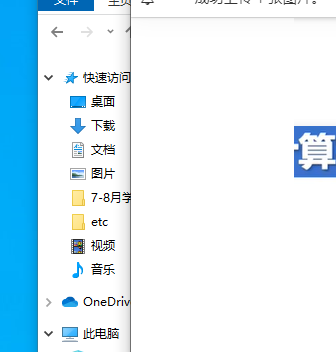 文件
主页
成功上传 1 张图片。
快速访问
桌面
下载
文档
图片
7-8月学
etc
视频
音乐
OneDriv
此电脑
算